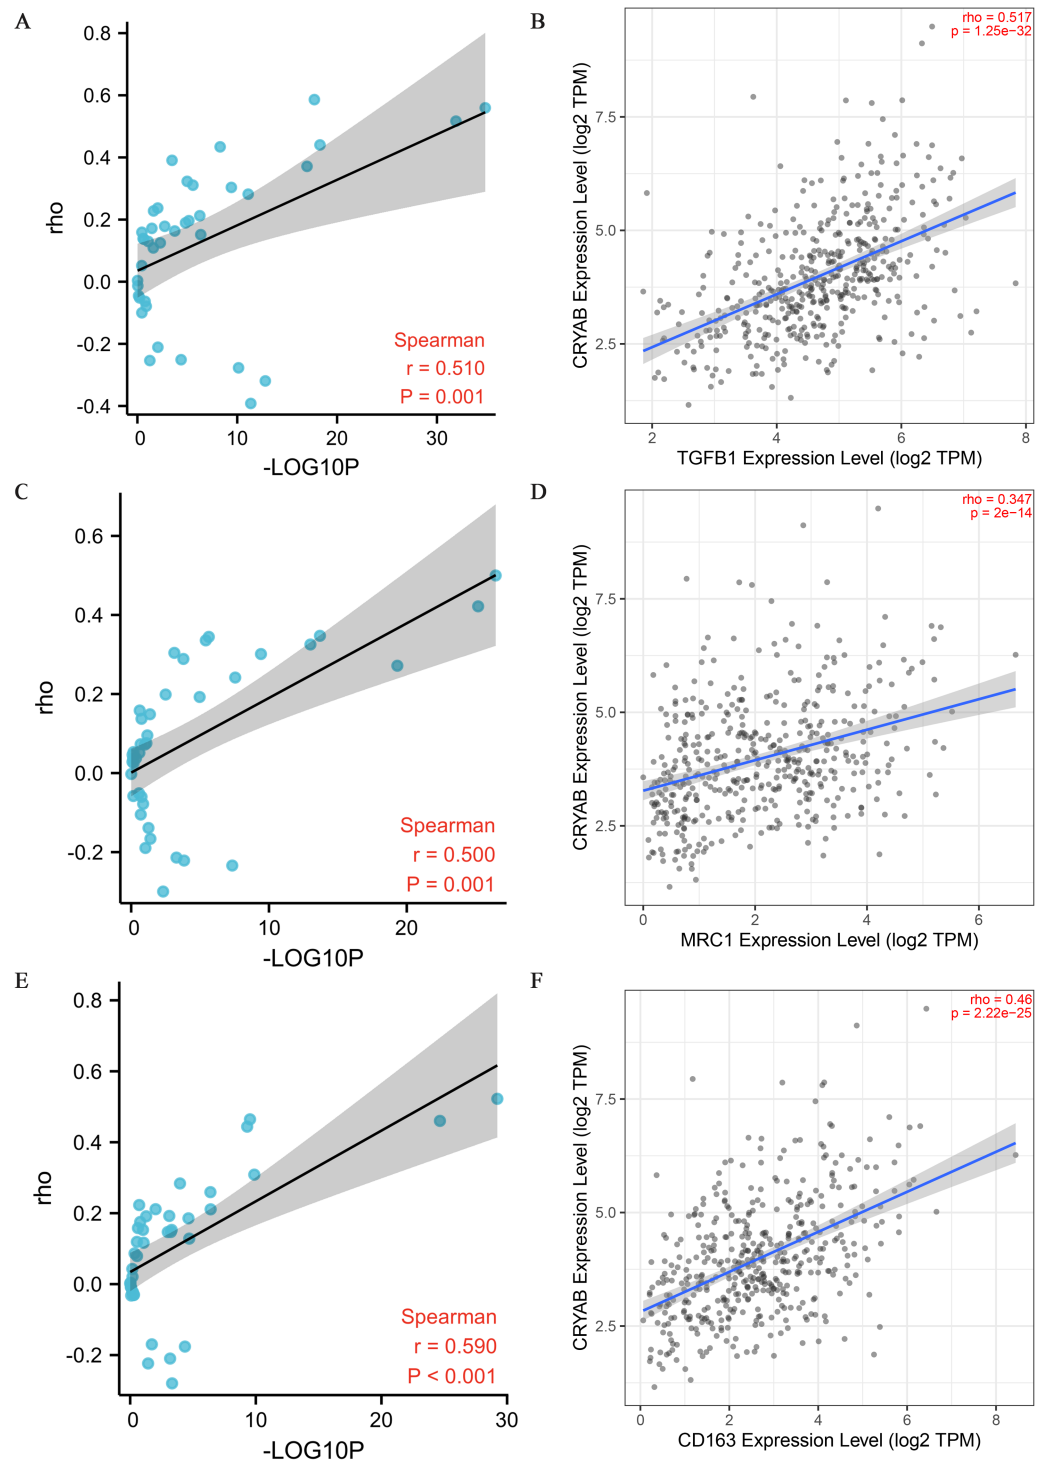 A
0.8
0.6
0.4
0.2
0.0
-0.2
-0.4
rho
Spearman
r = 0.510
P = 0.001
0 10 20 30
-LOG10P
B
rho = 0.517
p = 1.25e−32
7.5
5.0
2.5
CRYAB Expression Level (log2 TPM)
2 4 6 8
TGFB1 Expression Level (log2 TPM)
C
0.6
0.4
0.2
0.0
-0.2
rho
Spearman
r = 0.500
P = 0.001
0 10 20
-LOG10P
D
rho = 0.347
p = 2e−14
7.5
5.0
2.5
CRYAB Expression Level (log2 TPM)
0 2 4 6
MRC1 Expression Level (log2 TPM)
E
0.8
0.6
0.4
0.2
0.0
-0.2
rho
Spearman
r = 0.590
P < 0.001
0 10 20 30
-LOG10P
F
rho = 0.46
p = 2.22e−25
7.5
5.0
2.5
CRYAB Expression Level (log2 TPM)
0 2 4 6 8
CD163 Expression Level (log2 TPM)